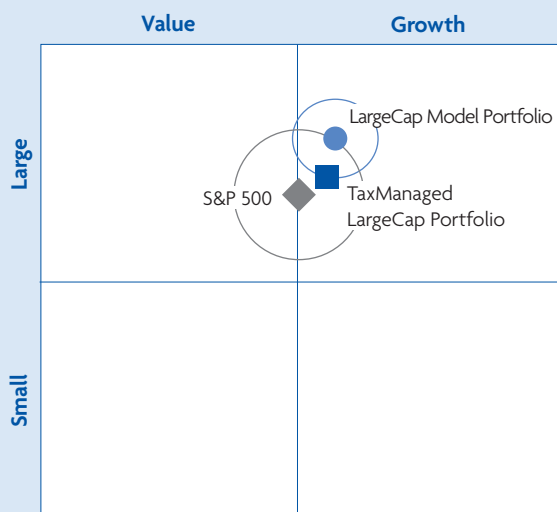 Value
Growth
Large
LargeCap Model Portfolio
S&P 500
TaxManaged
LargeCap Portfolio
Small